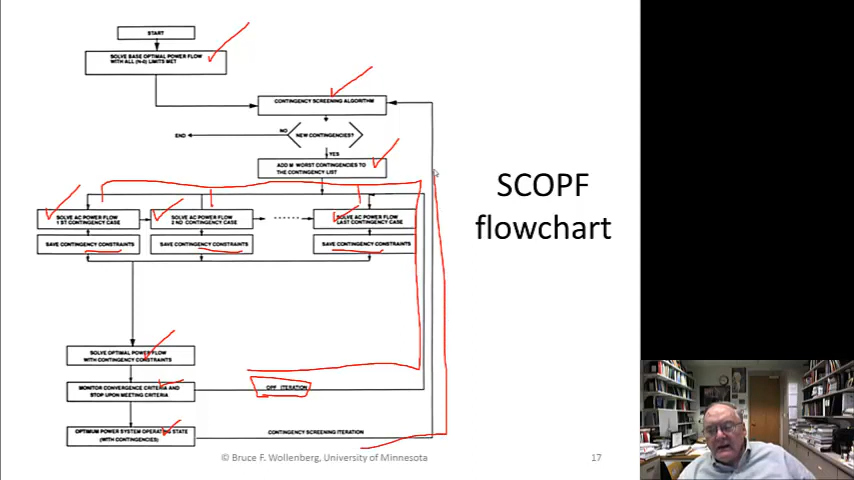 START
SOLVE BASE OPTIMAL POWER FLOW
WITH ALL (N-0) LIMITS MET
CONTINGENCY SCREENING ALGORITHM
NO
NEW CONTINGENCIES?
END
YES
ADD M WORST CONTINGENCIES TO
THE CONTINGENCY LIST
SCOPF
flowchart
SOLVE AC POWER FLOW
1 ST CONTINGENCY CASE
SOLVE AC POWER FLOW
2 ND CONTINGENCY CASE
SOLVE AC POWER FLOW
LAST CONTINGENCY CASE
SAVE CONTINGENCY CONSTRAINTS
SAVE CONTINGENCY CONSTRAINTS
SAVE CONTINGENCY CONSTRAINTS
SOLVE OPTIMAL POWER FLOW
WITH CONTINGENCY CONSTRAINTS
MONITOR CONVERGENCE CRITERIA AND
STOP UPON MEETING CRITERIA
OPF ITERATION
OPTIMUM POWER SYSTEM OPERATING STATE
(WITH CONTINGENCIES)
CONTINGENCY SCREENING ITERATION
© Bruce F. Wollenberg, University of Minnesota
17